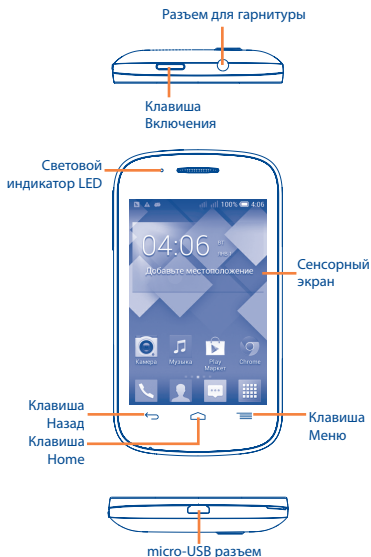 Разъем для гарнитуры
Клавиша
Включения
Световой
индикатор LED
100% 4:06
04:06
Добавьте местоположение
Сенсорный
экран
Камера
Музыка
Play
Маркет
Chrome
Клавиша
Назад
Клавиша
Home
Клавиша
Меню
micro-USB разъем